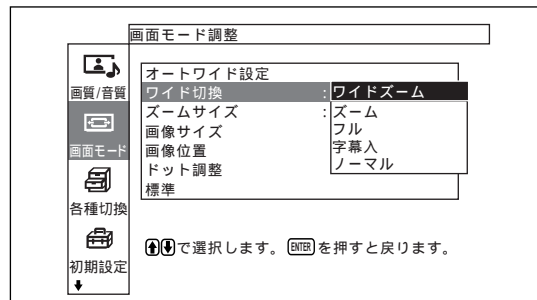 画面モード調整
画質/音質
画面モード
各種切換
初期設定
オートワイド設定
ワイド切換 : ワイドズーム
ズームサイズ : ズーム
画像サイズ フル
画像位置 字幕入
ドット調整 ノーマル
標準
で選択します。 ENTER を押すと戻ります。